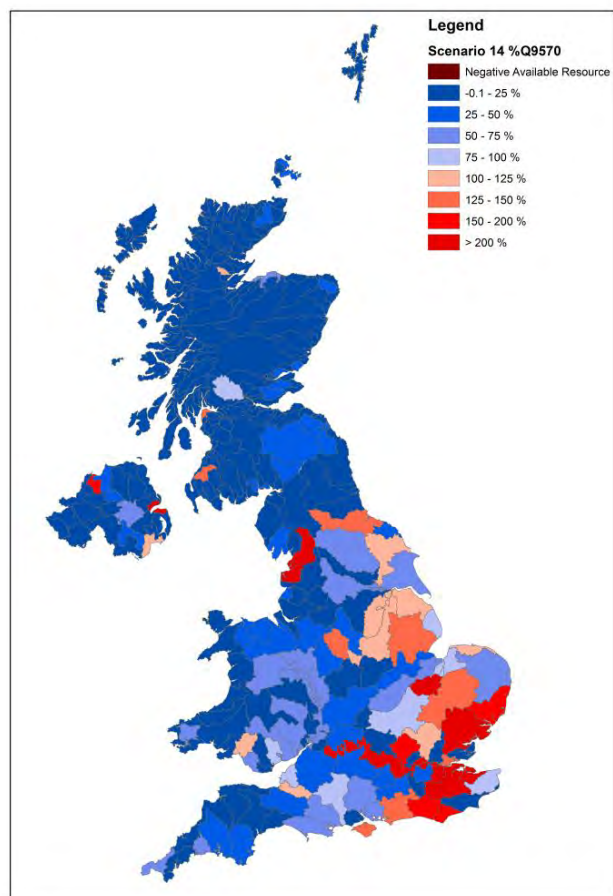 Legend
Scenario 14 %Q9570
Negative Available Resource
-0.1 - 25 %
25 - 50 %
50 - 75 %
75 - 100 %
100 - 125 %
125 - 150 %
150 - 200 %
> 200 %